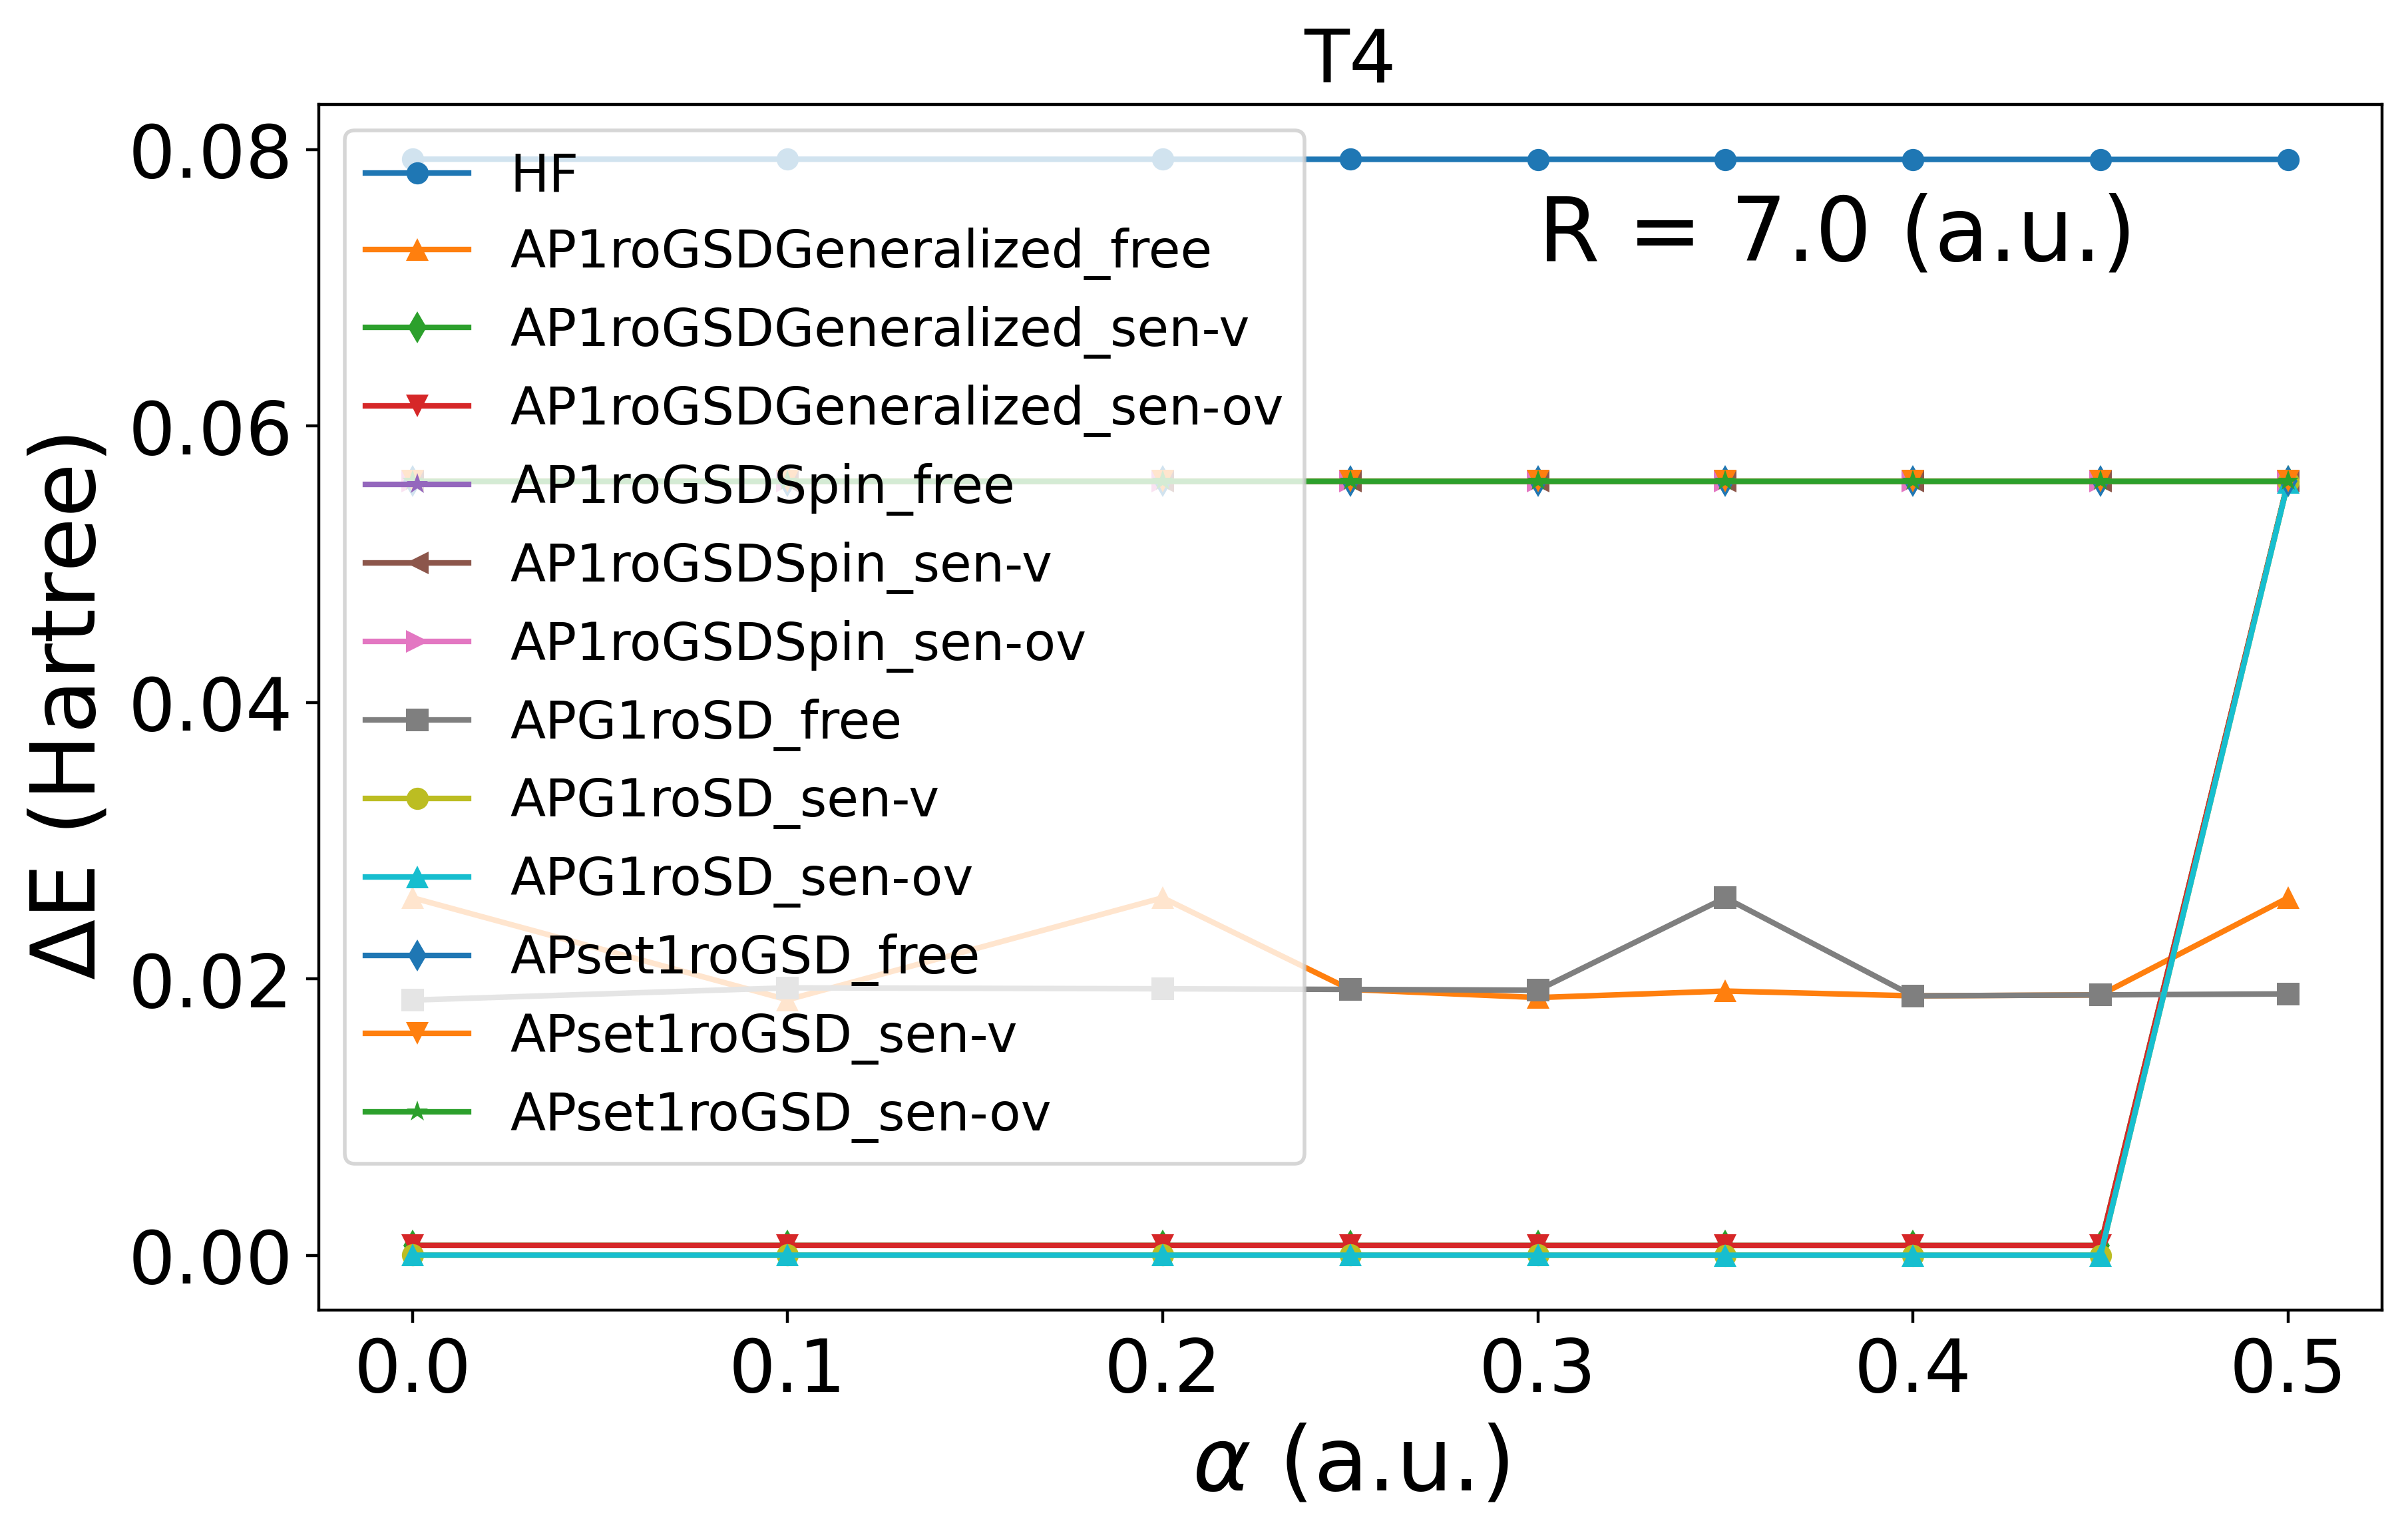 T4
0.08
0.06
0.04
0.02
0.00
ΔE (Hartree)
HF
AP1roGSDGeneralized_free
AP1roGSDGeneralized_sen-v
AP1roGSDGeneralized_sen-ov
AP1roGSDSpin_free
AP1roGSDSpin_sen-v
AP1roGSDSpin_sen-ov
APG1roSD_free
APG1roSD_sen-v
APG1roSD_sen-ov
APset1roGSD_free
APset1roGSD_sen-v
APset1roGSD_sen-ov
R = 7.0 (a.u.)
0.0 0.1 0.2 0.3 0.4 0.5
α (a.u.)